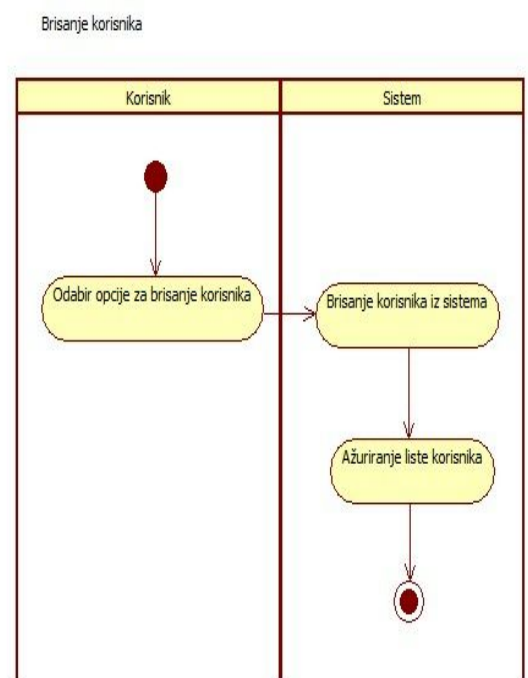 Brisanje korisnika
Korisnik
Sistem
Odabir opcije za brisanje korisnika
Brisanje korisnika iz sistema
Ažuriranje liste korisnika